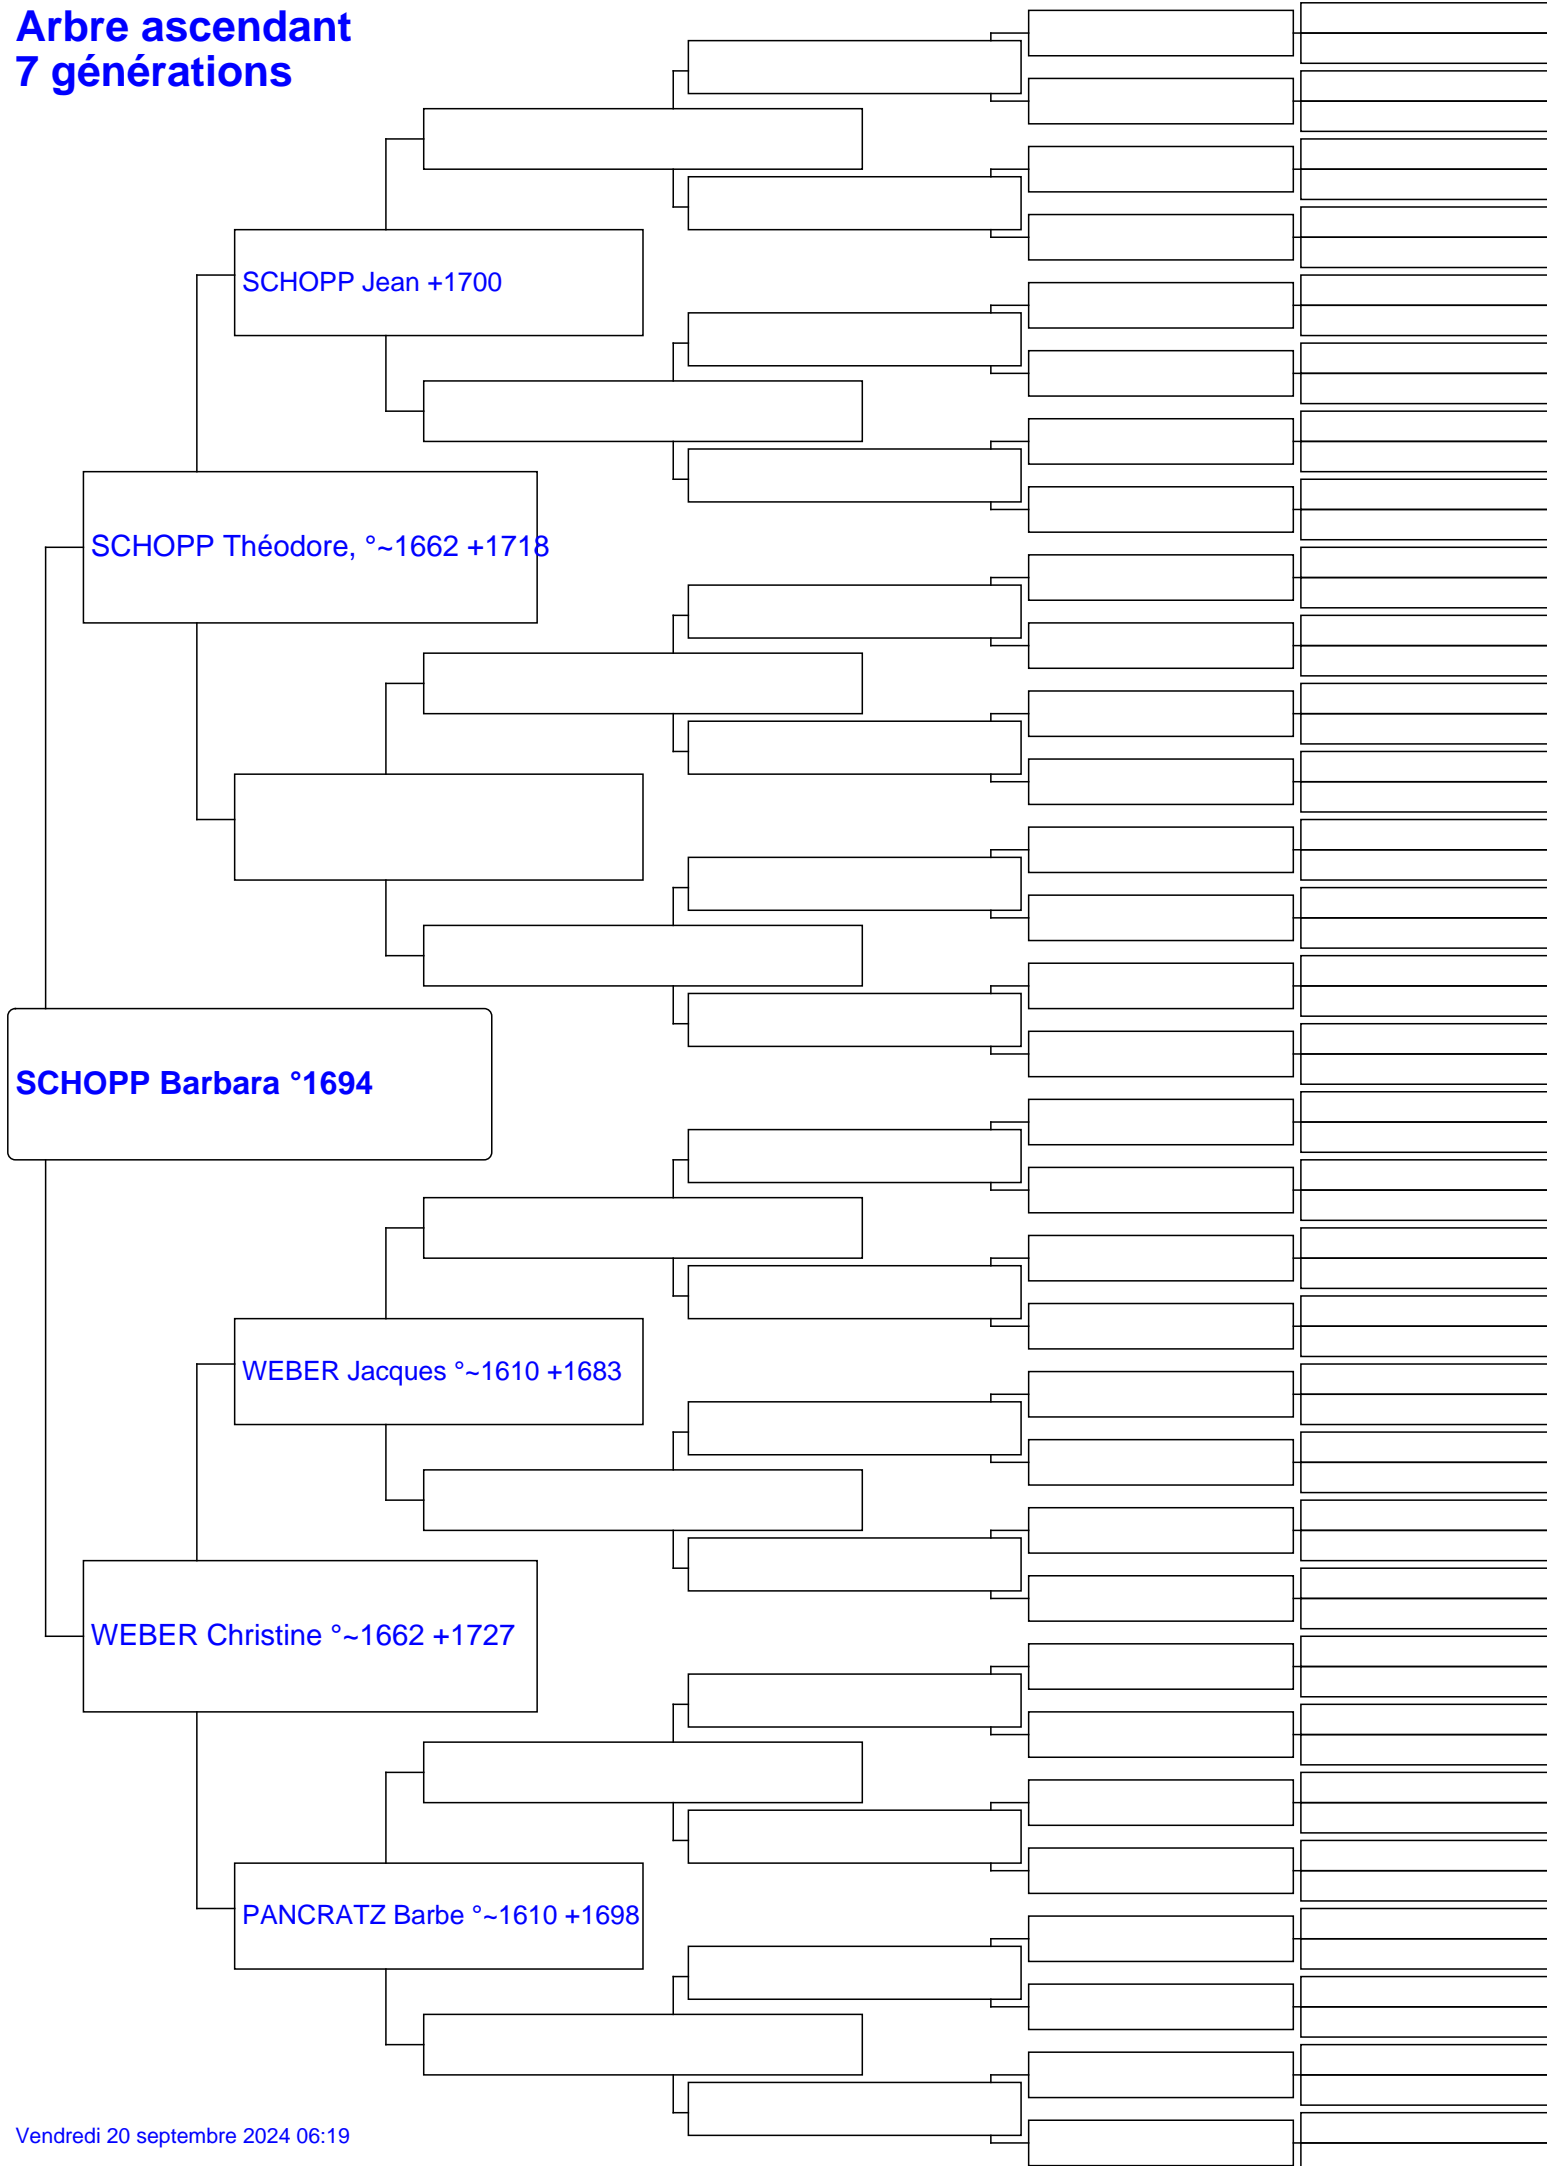 Arbre ascendant
7 générations
SCHOPP Jean +1700
SCHOPP Théodore, °~1662 +1718
SCHOPP Barbara °1694
WEBER Jacques °~1610 +1683
WEBER Christine °~1662 +1727
PANCRATZ Barbe °~1610 +1698
Vendredi 20 septembre 2024 06:19